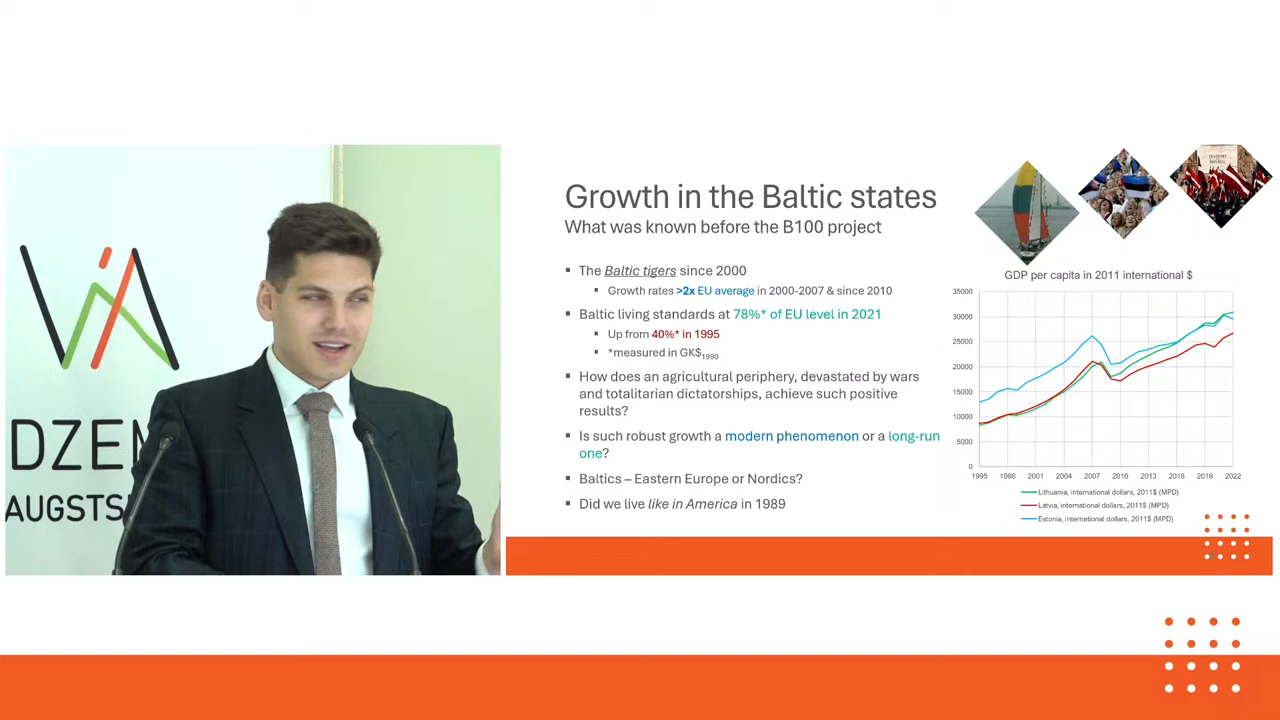 ViA
DZEM
AUGSTS
Growth in the Baltic states
What was known before the B100 project
▪ The Baltic tigers since 2000
▪ Growth rates >2x EU average in 2000-2007 & since 2010
▪ Baltic living standards at 78%* of EU level in 2021
▪ Up from 40%* in 1995
▪ *measured in GK$1990
▪ How does an agricultural periphery, devastated by wars
and totalitarian dictatorships, achieve such positive
results?
▪ Is such robust growth a modern phenomenon or a long-run
one?
▪ Baltics – Eastern Europe or Nordics?
▪ Did we live like in America in 1989
GDP per capita in 2011 international $
35000
30000
25000
20000
15000
10000
5000
0
1995 1998 2001 2004 2007 2010 2013 2016 2019 2022
Lithuania, international dollars, 2011$ (MPD)
Latvia, international dollars, 2011$ (MPD)
Estonia, international dollars, 2011$ (MPD)